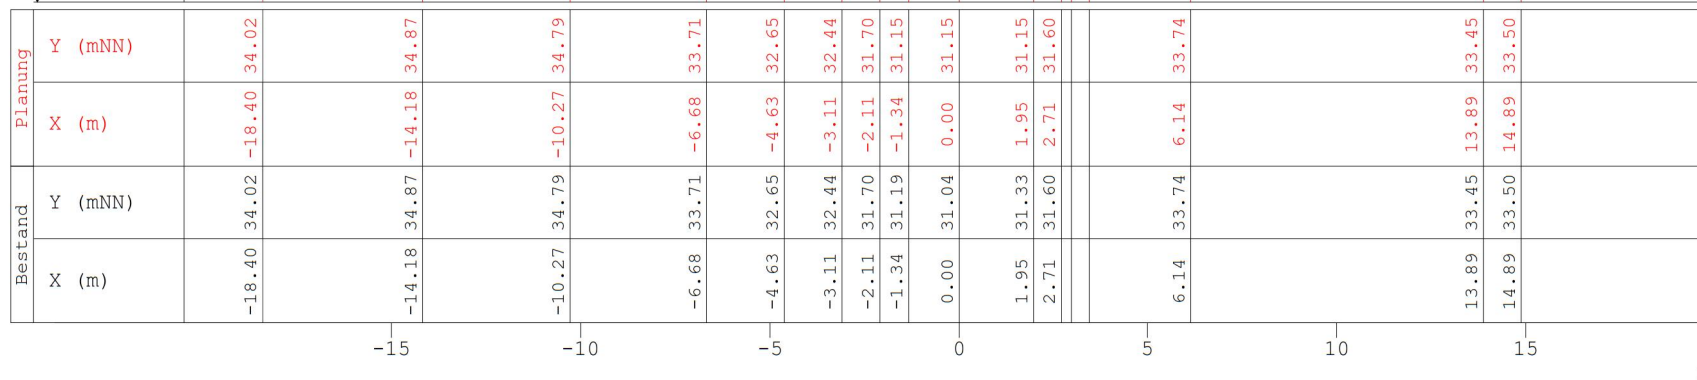 Planung
Y (mNN) 34.02 34.87 34.79 33.71 32.65 32.44 31.70 31.15 31.15 31.15 31.60 33.74 33.45 33.50
X (m) -18.40 -14.18 -10.27 -6.68 -4.63 -3.11 -2.11 -1.34 0.00 1.95 2.71 6.14 13.89 14.89
Bestand
Y (mNN) 34.02 34.87 34.79 33.71 32.65 32.44 31.70 31.19 31.04 31.33 31.60 33.74 33.45 33.50
X (m) -18.40 -14.18 -10.27 -6.68 -4.63 -3.11 -2.11 -1.34 0.00 1.95 2.71 6.14 13.89 14.89
-15 -10 -5 0 5 10 15